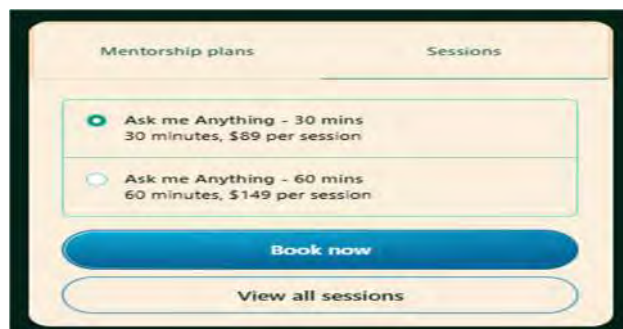 Mentorship plans
Sessions
Ask me Anything - 30 mins
30 minutes, $89 per session
Ask me Anything - 60 mins
60 minutes, $149 per session
Book now
View all sessions